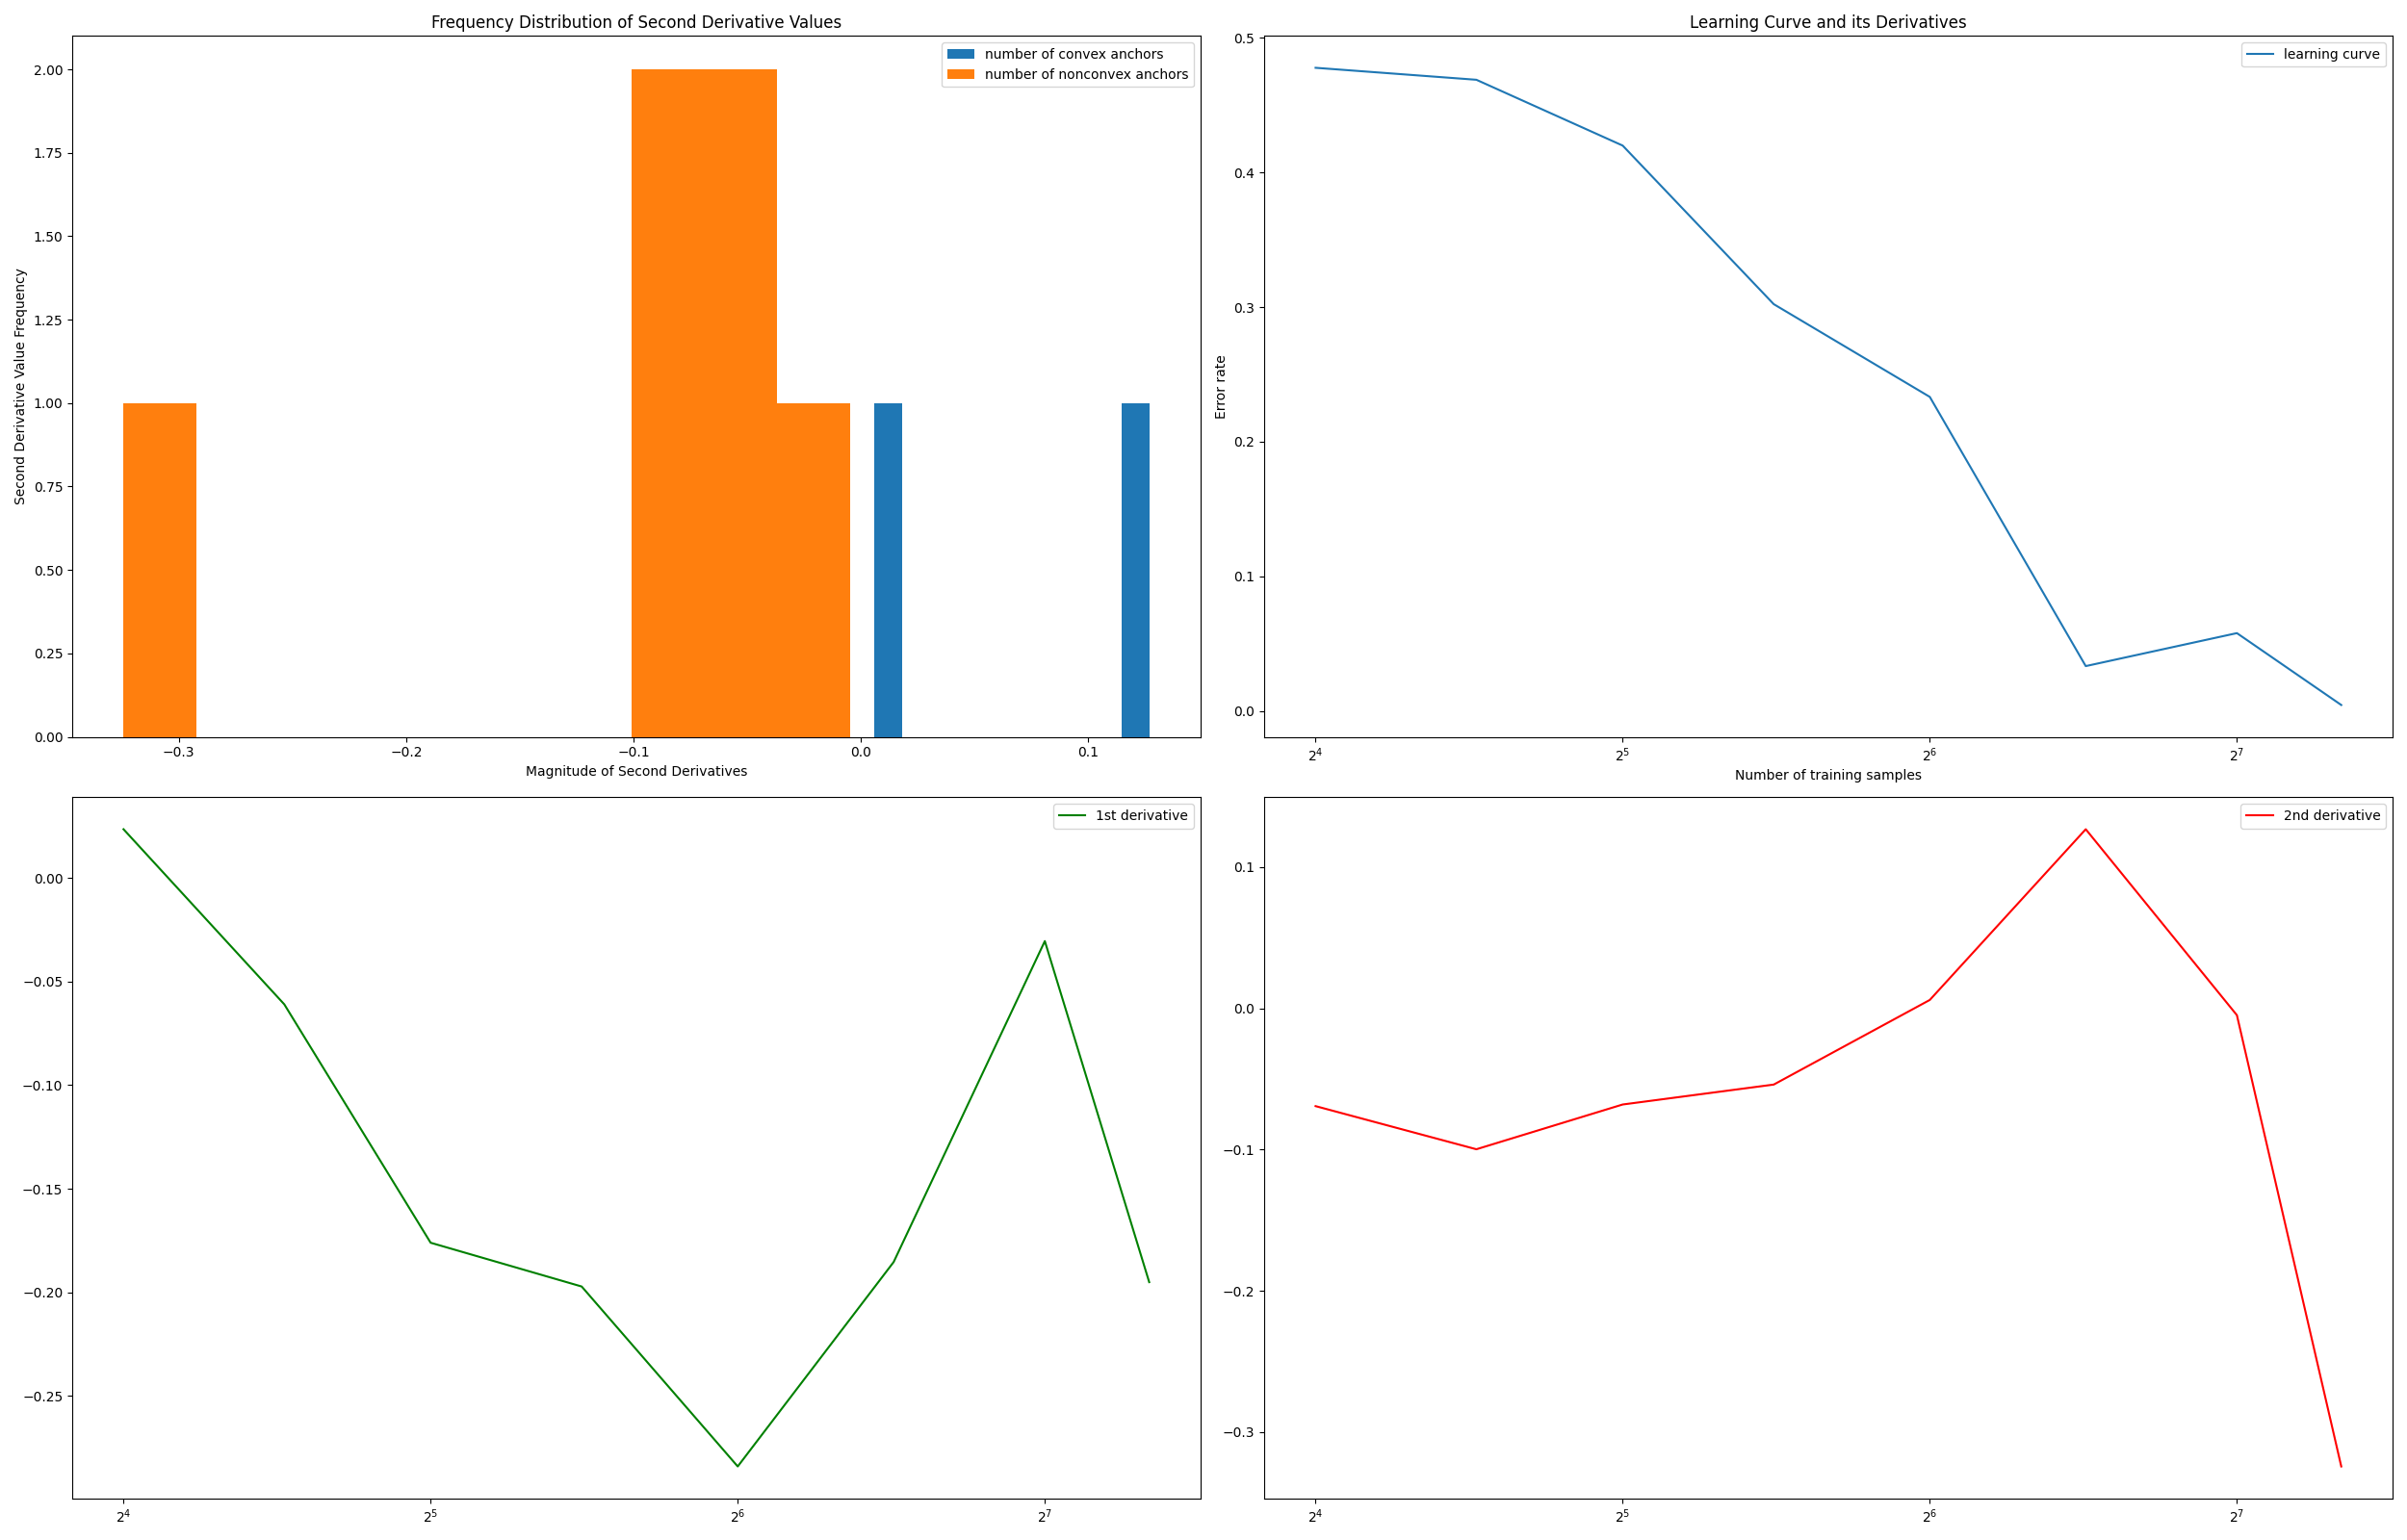 Frequency Distribution of Second Derivative Values
number of convex anchors
number of nonconvex anchors
2.00
1.75
1.50
1.25
1.00
0.75
0.50
0.25
0.00
Second Derivative Value Frequency
−0.3 −0.2 −0.1 0.0 0.1
Magnitude of Second Derivatives
Learning Curve and its Derivatives
learning curve
0.5
0.4
0.3
0.2
0.1
0.0
Error rate
2⁴ 2⁵ 2⁶ 2⁷
Number of training samples
1st derivative
0.00
−0.05
−0.10
−0.15
−0.20
−0.25
2⁴ 2⁵ 2⁶ 2⁷
2nd derivative
0.1
0.0
−0.1
−0.2
−0.3
2⁴ 2⁵ 2⁶ 2⁷